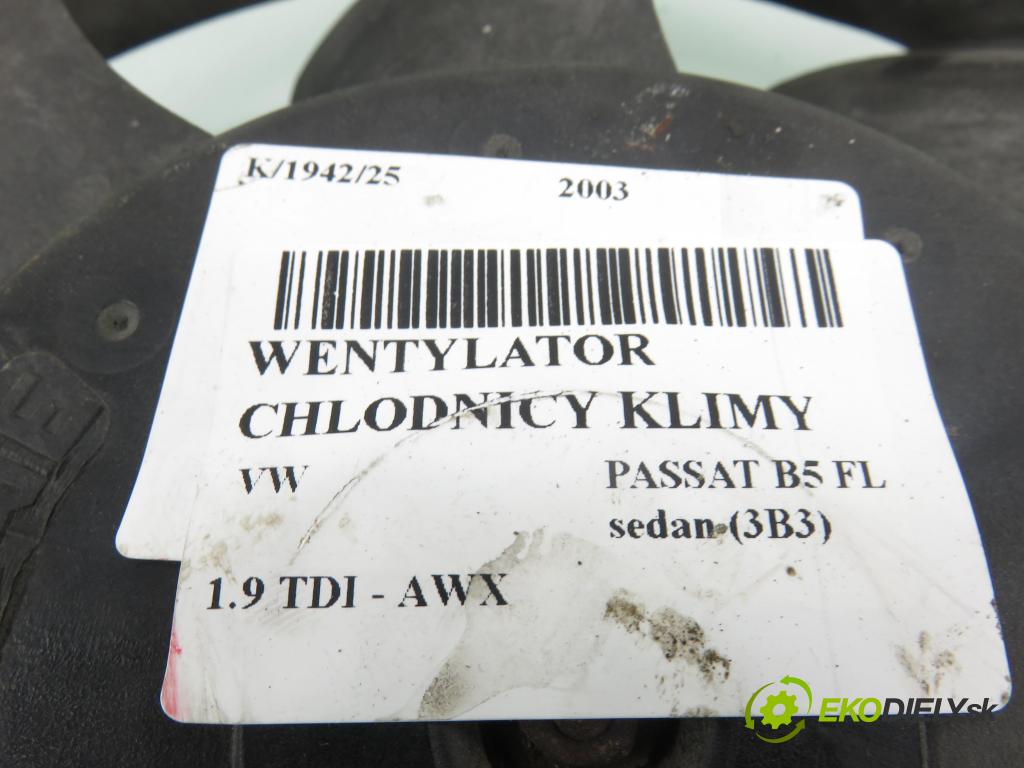 K/1942/25 2003
WENTYLATOR
CHLODNICY KLIMY
VW PASSAT B5 FL
sedan (3B3)
1.9 TDI - AWX
EKODIELY.sk